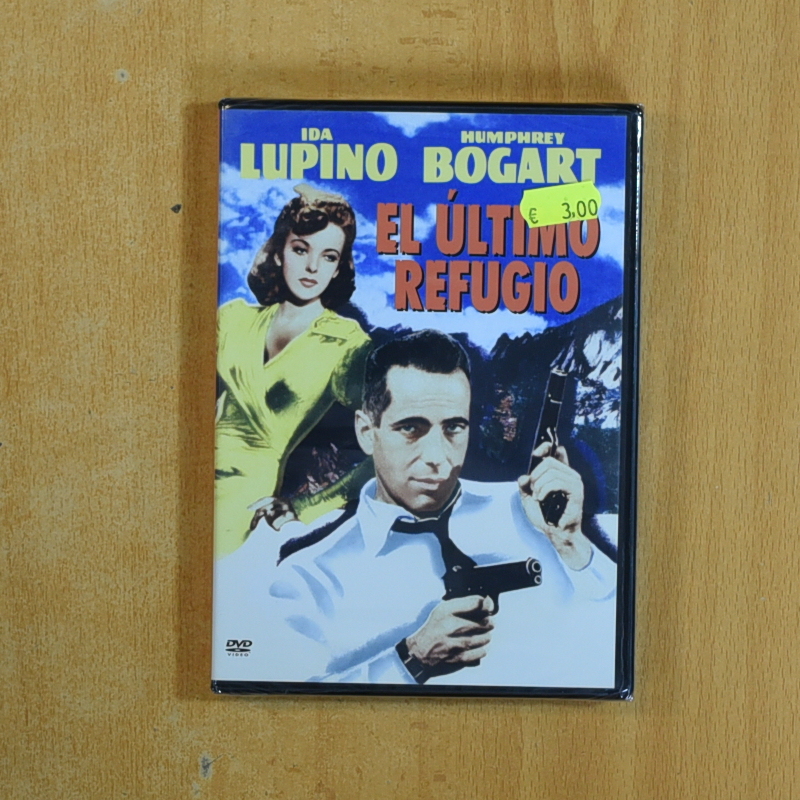 IDA
LUPINO
HUMPHREY
BOGART
€ 3,00
EL ÚLTIMO
REFUGIO
DVD
VIDEO